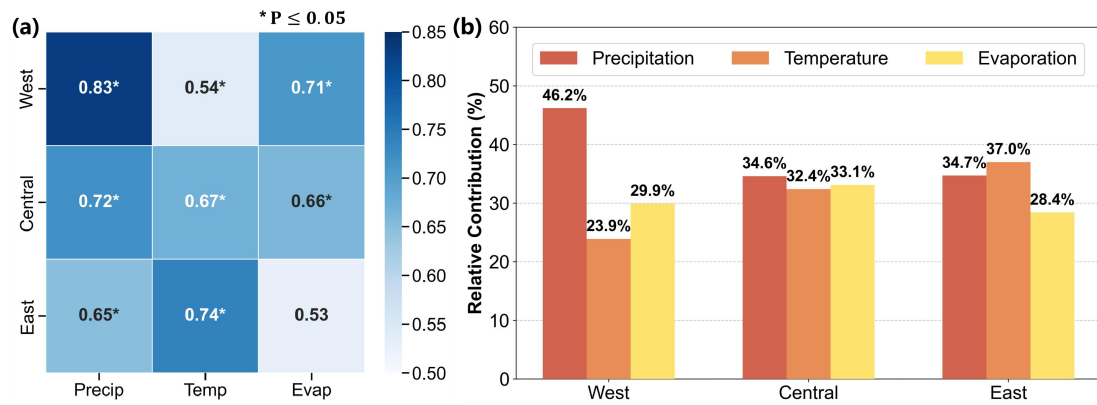 (a)
* P ≤ 0.05
West
Central
East
0.83* 0.54* 0.71*
0.72* 0.67* 0.66*
0.65* 0.74* 0.53
Precip Temp Evap
0.85
0.80
0.75
0.70
0.65
0.60
0.55
0.50
(b)
Relative Contribution (%)
60
50
40
30
20
10
0
Precipitation Temperature Evaporation
46.2% 23.9% 29.9%
34.6% 32.4% 33.1%
34.7% 37.0% 28.4%
West Central East